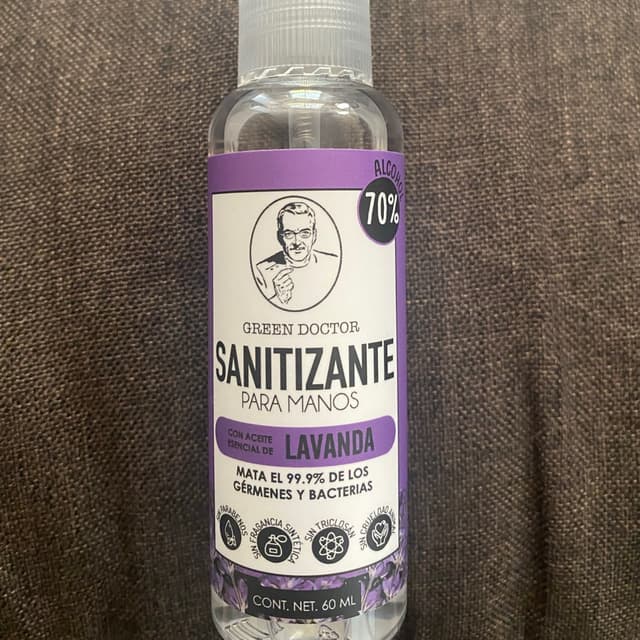 ALCOHOL
70%
GREEN DOCTOR
SANITIZANTE
PARA MANOS
CON ACEITE
ESENCIAL DE
LAVANDA
MATA EL 99.9% DE LOS
GÉRMENES Y BACTERIAS
PARABENOS
SIN FRAGANCIA SINTÉTICA
SIN TRICLOSÁN
SIN CRUELDAD ANIMAL
CONT. NET. 60 ML